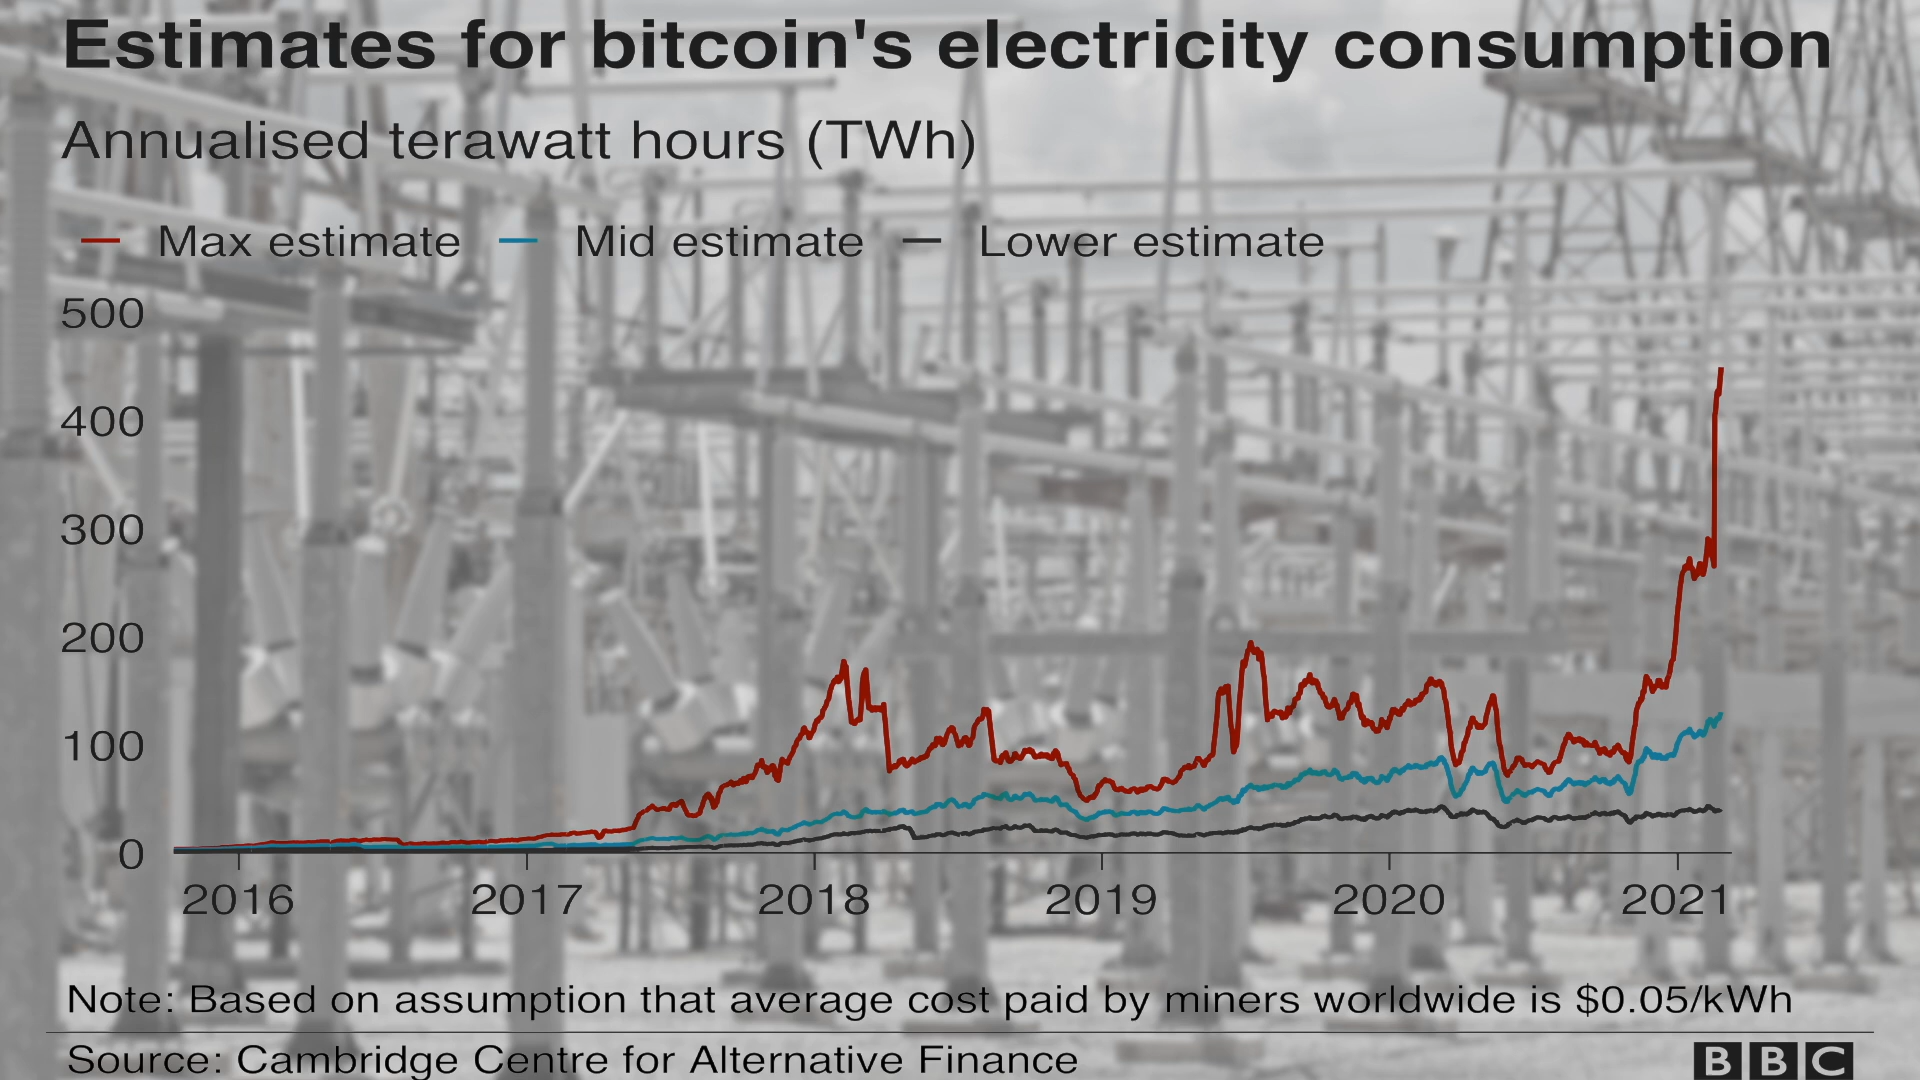 Estimates for bitcoin's electricity consumption
Annualised terawatt hours (TWh)
Max estimate Mid estimate Lower estimate
500
400
300
200
100
0
2016 2017 2018 2019 2020 2021
Note: Based on assumption that average cost paid by miners worldwide is $0.05/kWh
Source: Cambridge Centre for Alternative Finance
BBC